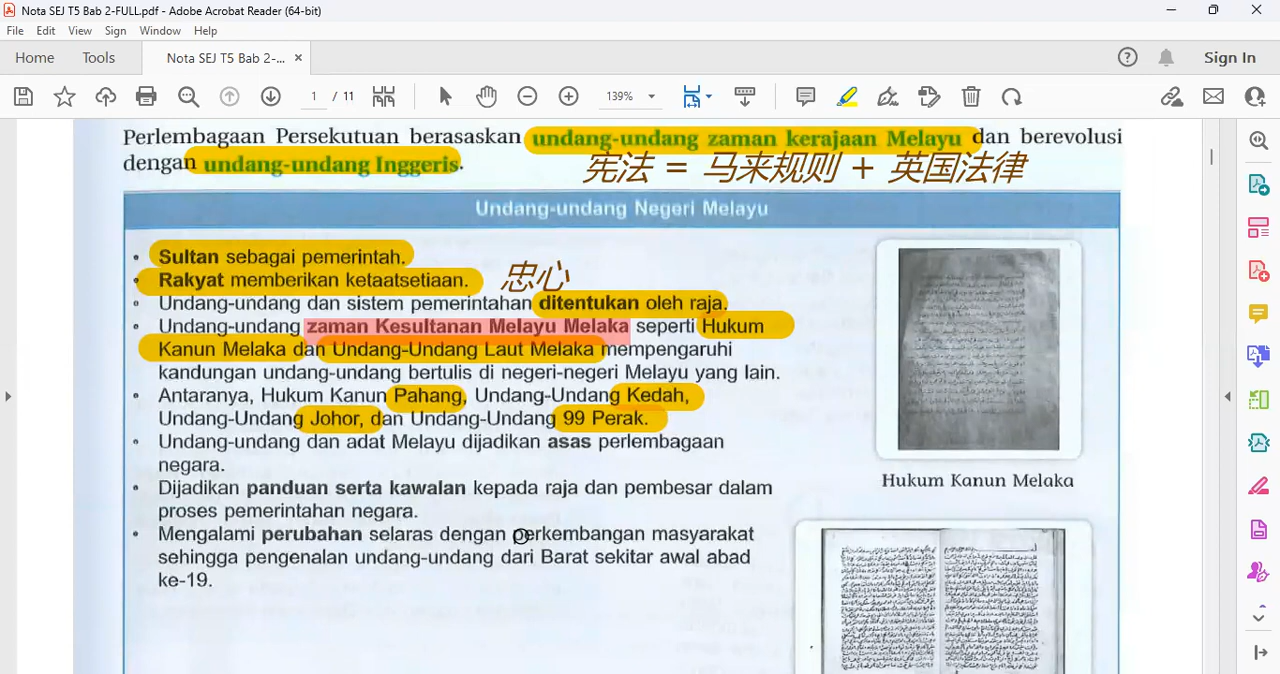 Nota SEJ T5 Bab 2-FULL.pdf - Adobe Acrobat Reader (64-bit)
File Edit View Sign Window Help
Home Tools Nota SEJ T5 Bab 2-... × Sign In
1 / 11 139%
Perlembagaan Persekutuan berasaskan undang-undang zaman kerajaan Melayu dan berevolusi
dengan undang-undang Inggeris.
宪法 = 马来规则 + 英国法律
Undang-undang Negeri Melayu
• Sultan sebagai pemerintah.
• Rakyat memberikan ketaatsetiaan. 忠心
• Undang-undang dan sistem pemerintahan ditentukan oleh raja.
• Undang-undang zaman Kesultanan Melayu Melaka seperti Hukum
Kanun Melaka dan Undang-Undang Laut Melaka mempengaruhi
kandungan undang-undang bertulis di negeri-negeri Melayu yang lain.
• Antaranya, Hukum Kanun Pahang, Undang-Undang Kedah,
Undang-Undang Johor, dan Undang-Undang 99 Perak.
• Undang-undang dan adat Melayu dijadikan asas perlembagaan
negara.
• Dijadikan panduan serta kawalan kepada raja dan pembesar dalam
proses pemerintahan negara.
• Mengalami perubahan selaras dengan perkembangan masyarakat
sehingga pengenalan undang-undang dari Barat sekitar awal abad
ke-19.
Hukum Kanun Melaka